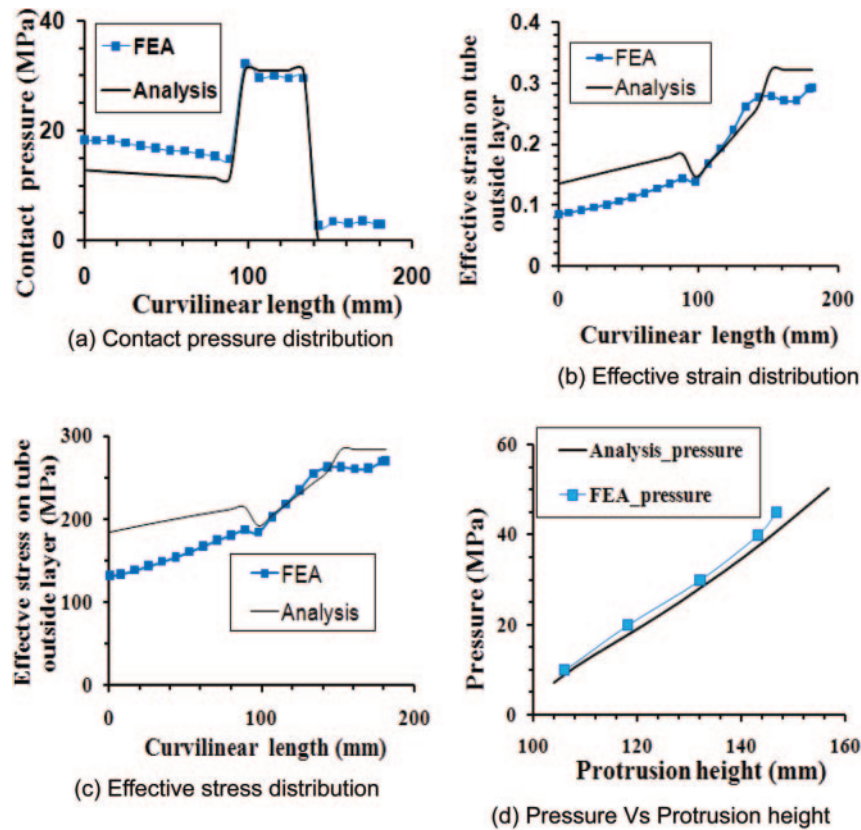 40
20
0
Contact pressure (MPa)
FEA
Analysis
0 100 200
Curvilinear length (mm)
(a) Contact pressure distribution
0.4
0.3
0.2
0.1
0
Effective strain on tube
outside layer
FEA
Analysis
0 100 200
Curvilinear length (mm)
(b) Effective strain distribution
300
200
100
0
Effectve stress on tube
outside layer (MPa)
FEA
Analysis
0 100 200
Curvilinear length (mm)
(c) Effective stress distribution
60
40
20
0
Pressure (MPa)
Analysis_pressure
FEA_pressure
100 120 140 160
Protrusion height (mm)
(d) Pressure Vs Protrusion height